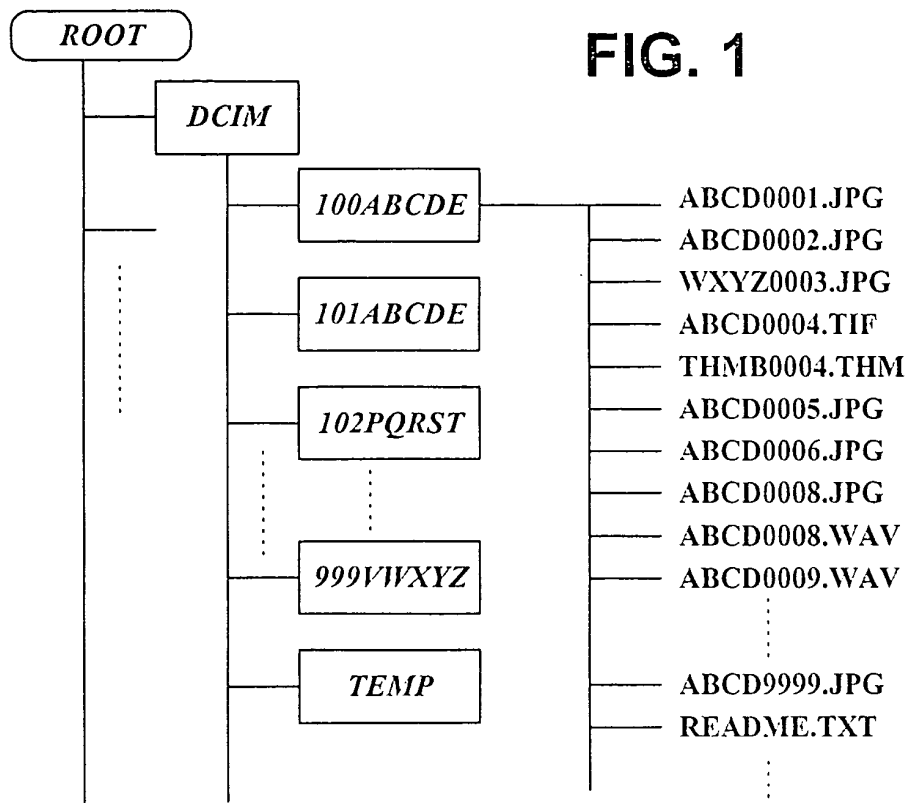 ROOT
FIG. 1
DCIM
100ABCDE
101ABCDE
102PQRST
999VWXYZ
TEMP
ABCD0001.JPG
ABCD0002.JPG
WXYZ0003.JPG
ABCD0004.TIF
THMB0004.THM
ABCD0005.JPG
ABCD0006.JPG
ABCD0008.JPG
ABCD0008.WAV
ABCD0009.WAV
ABCD9999.JPG
README.TXT